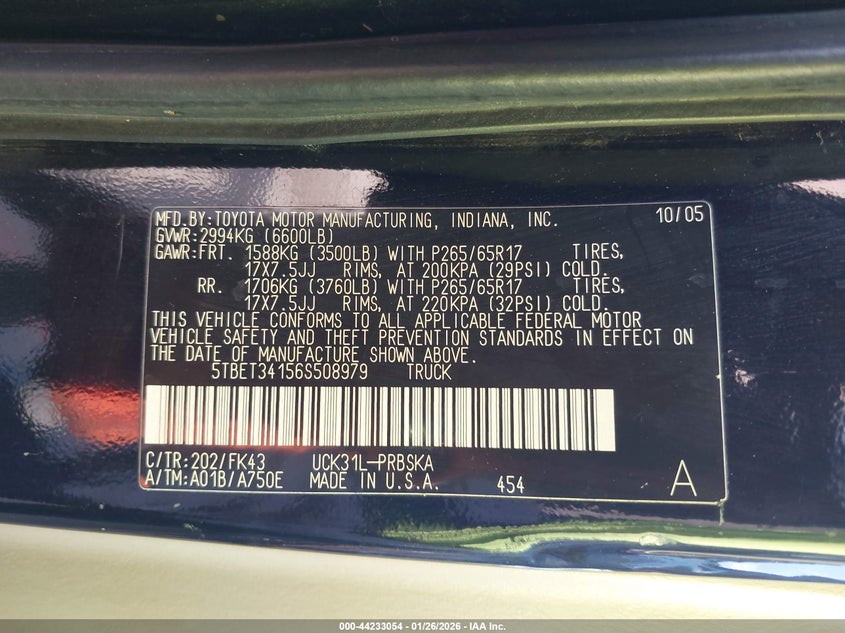 MFD.BY:TOYOTA MOTOR MANUFACTURING, INDIANA, INC. 10/05
GVWR:2994KG (6600LB)
GAWR:FRT. 1588KG (3500LB) WITH P265/65R17 TIRES,
17X7.5JJ RIMS, AT 200KPA (29PSI) COLD.
RR. 1706KG (3760LB) WITH P265/65R17 TIRES,
17X7.5JJ RIMS, AT 220KPA (32PSI) COLD.
THIS VEHICLE CONFORMS TO ALL APPLICABLE FEDERAL MOTOR
VEHICLE SAFETY AND THEFT PREVENTION STANDARDS IN EFFECT ON
THE DATE OF MANUFACTURE SHOWN ABOVE.
5TBET34156S508979 TRUCK
C/TR:202/FK43 UCK31L-PRBSKA
A/TM:A01B/A750E MADE IN U.S.A. 454 A
000-44233054 - 01/26/2026 - IAA Inc.